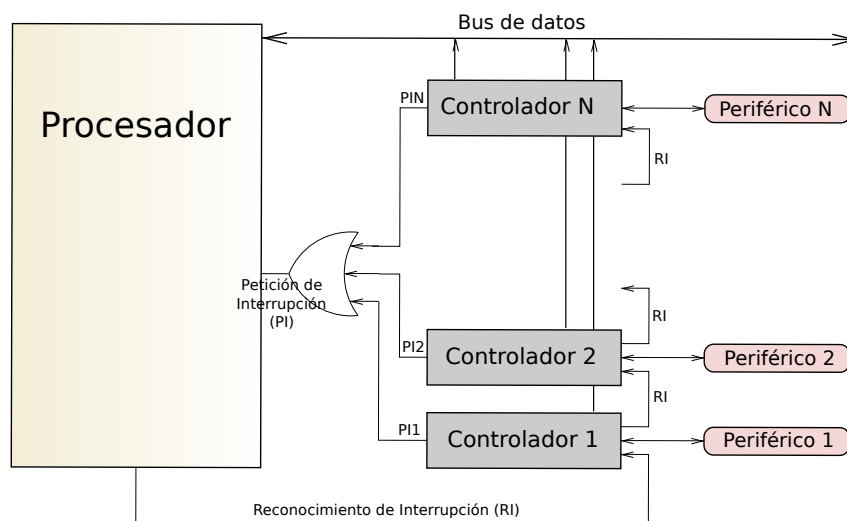 Bus de datos
Procesador
PIN
Controlador N
Periférico N
RI
Petición de
Interrupción
(PI)
RI
PI2
Controlador 2
Periférico 2
RI
PI1
Controlador 1
Periférico 1
Reconocimiento de Interrupción (RI)